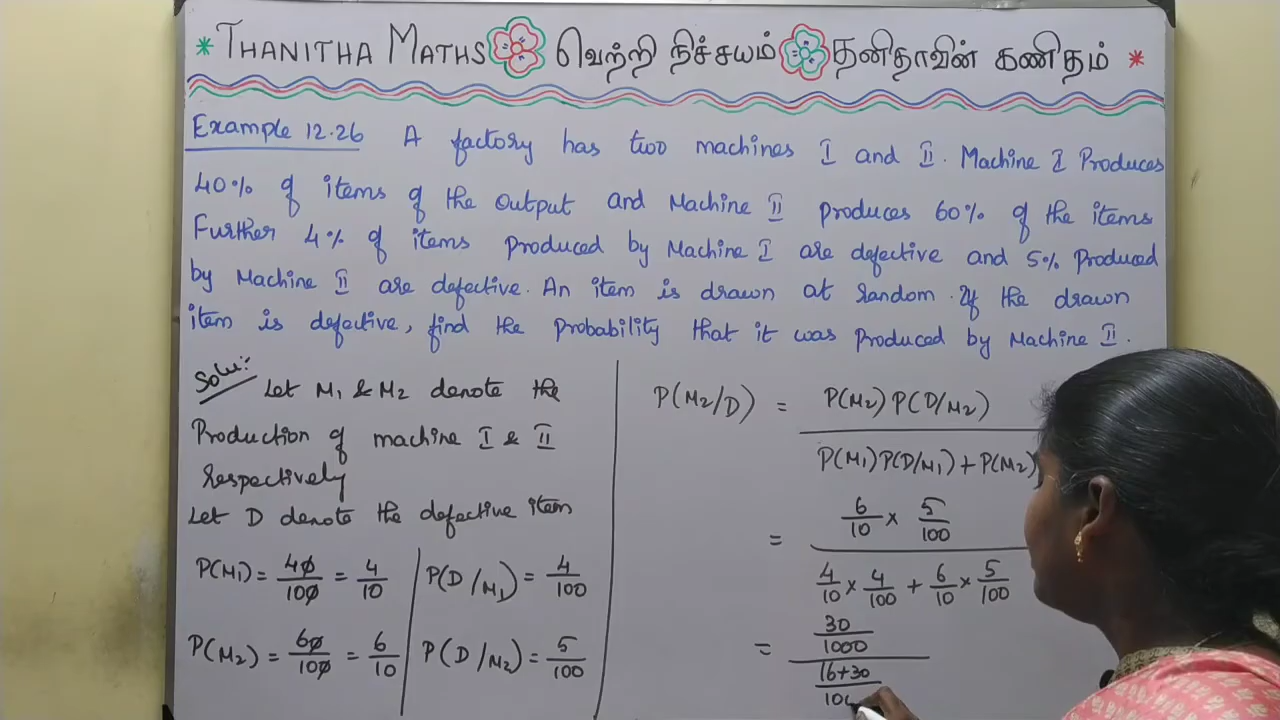 * THANITHA MATHS வெற்றி நிச்சயம் தனிதாவின் கணிதம் *
Example 12.26 A factory has two machines I and II. Machine I Produces
40% of items of the output and Machine II produces 60% of the items
Further 4% of items produced by Machine I are defective and 5% Produced
by Machine II are defective. An item is drawn at random. If the drawn
item is defective, find the Probability that it was Produced by Machine II.
Solu:
Let M1 & M2 denote the
Production of machine I & II
respectively
Let D denote the defective item
P(M1) = 40/100 = 4/10
P(M2) = 60/100 = 6/10
P(D/M1) = 4/100
P(D/M2) = 5/100
P(M2/D) = P(M2) P(D/M2)
P(M1) P(D/M1) + P(M2)
= 6/10 × 5/100
4/10 × 4/100 + 6/10 × 5/100
= 30/1000
16+30